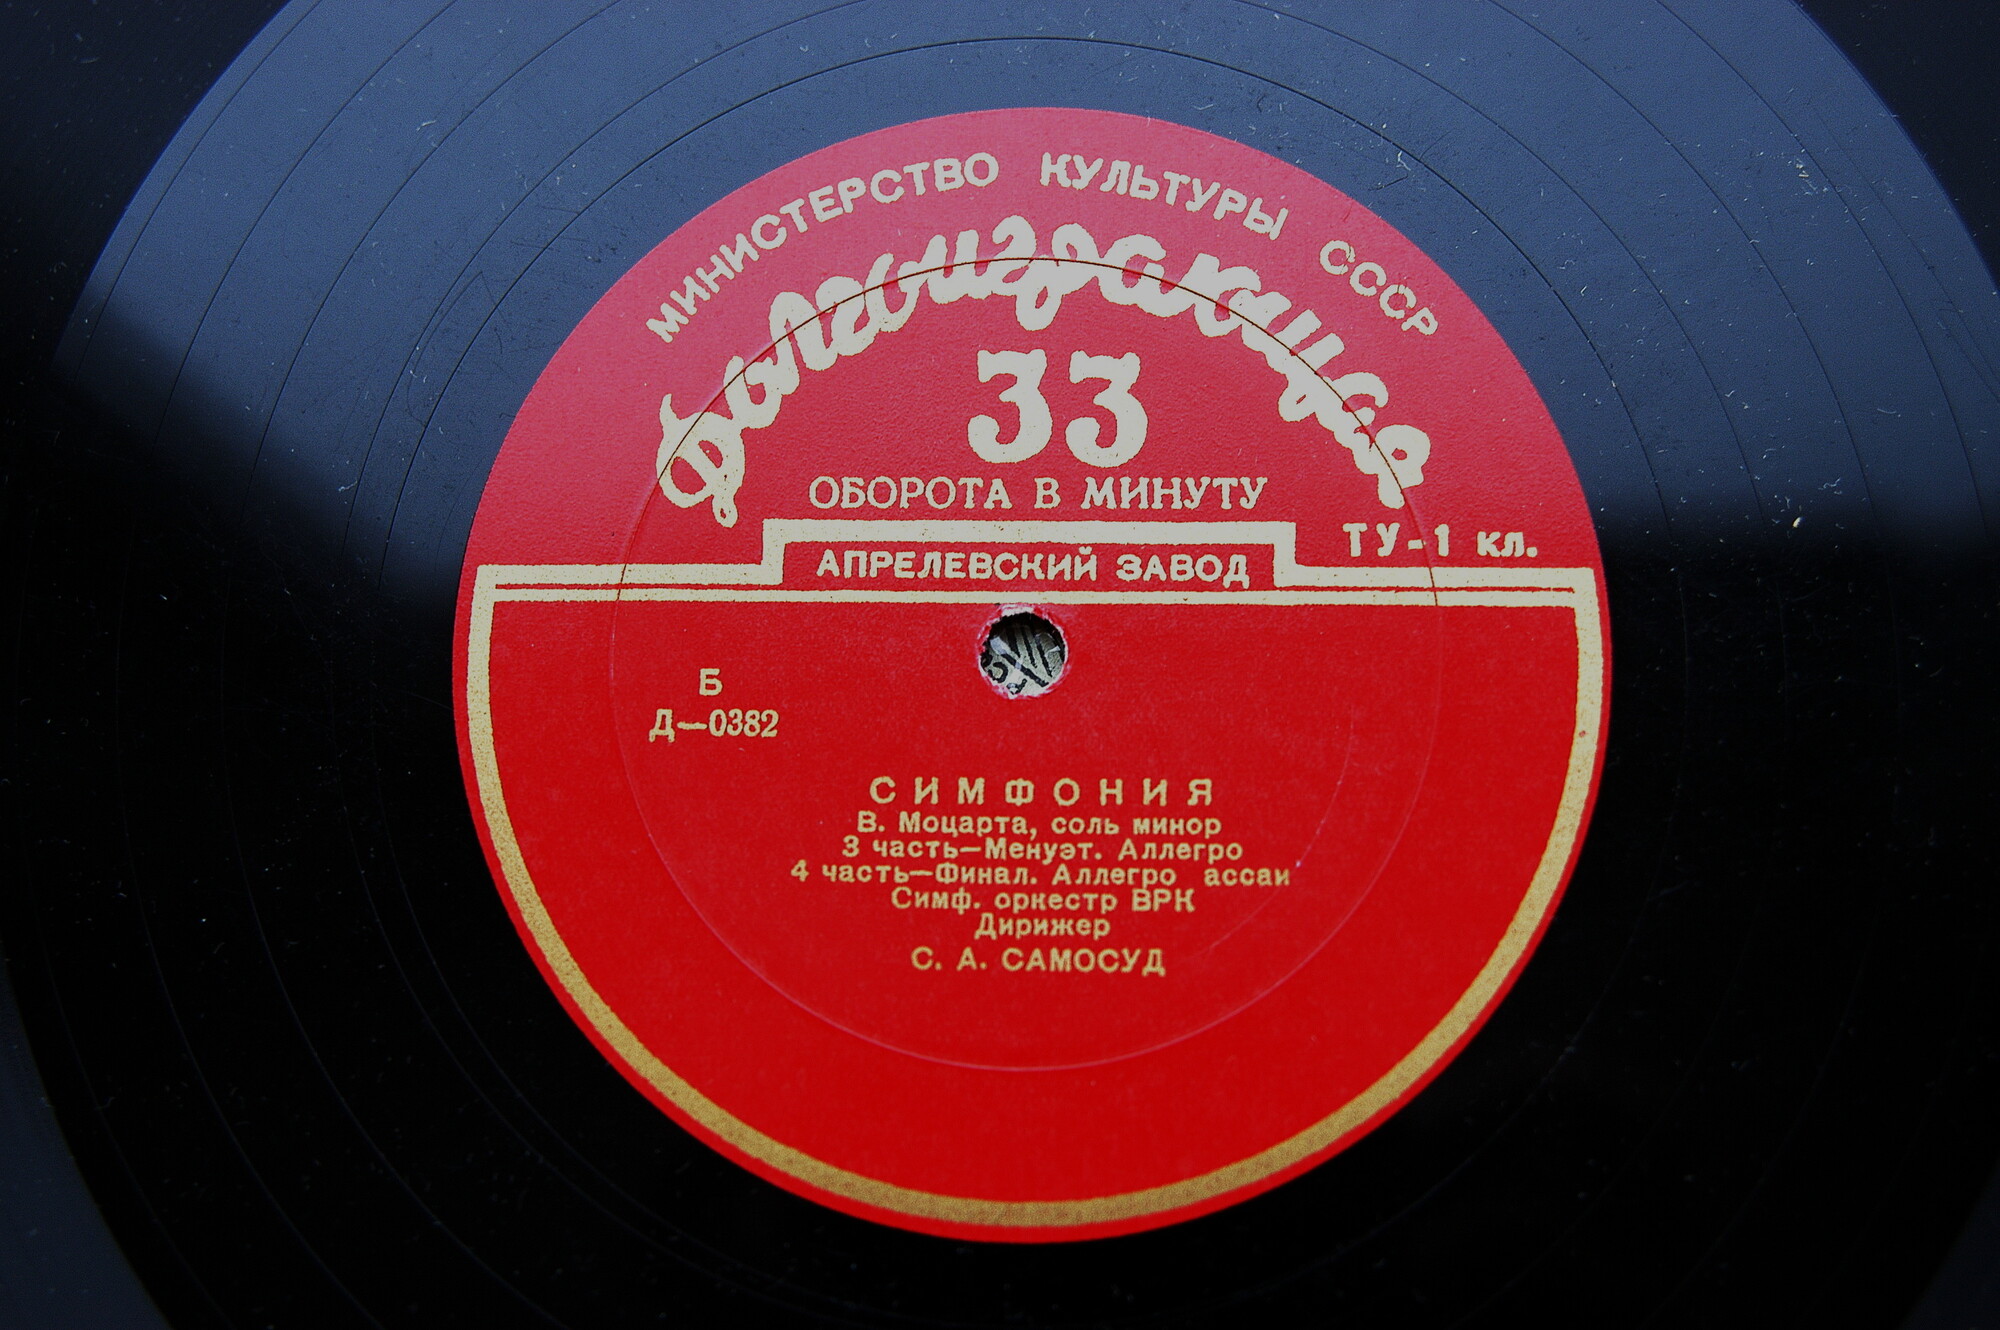 МИНИСТЕРСТВО КУЛЬТУРЫ СССР
Долгоиграющая
33
ОБОРОТА В МИНУТУ
ТУ-1 кл.
АПРЕЛЕВСКИЙ ЗАВОД
Б
Д—0382
СИМФОНИЯ
В. Моцарта, соль минор
3 часть—Менуэт. Аллегро
4 часть—Финал. Аллегро ассаи
Симф. оркестр ВРК
Дирижер
С. А. САМОСУД